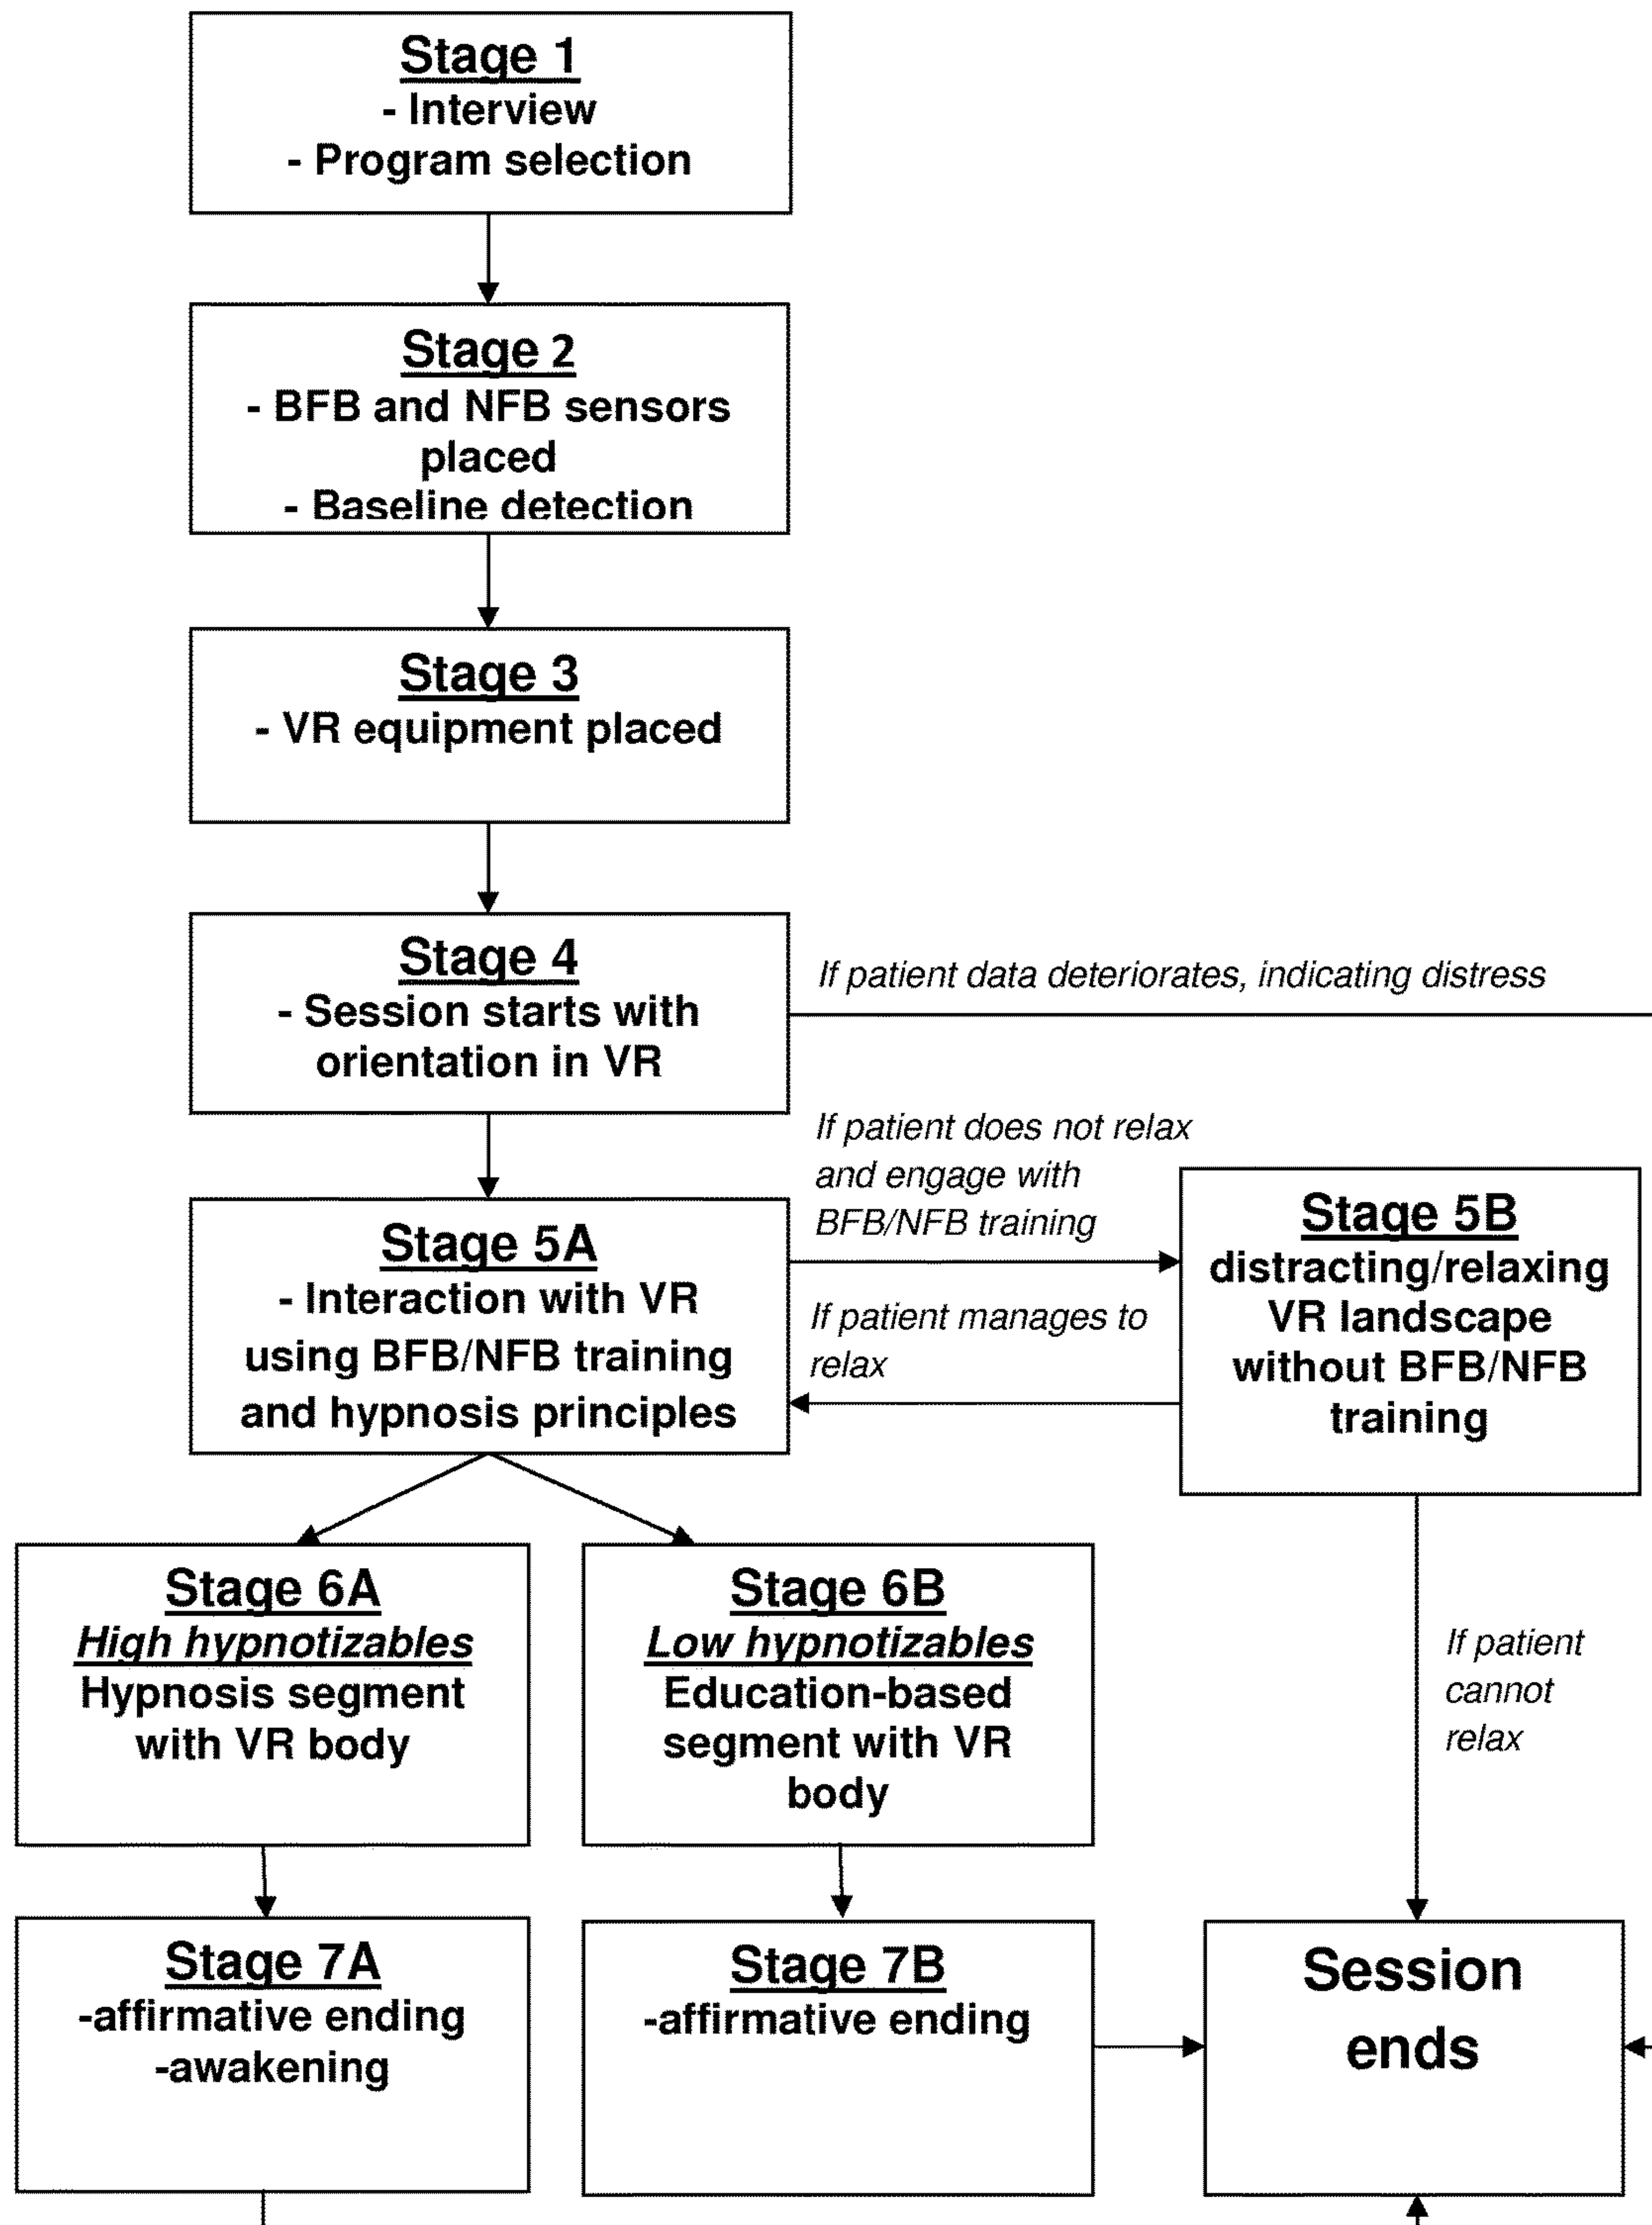 Stage 1
- Interview
- Program selection
Stage 2
- BFB and NFB sensors
placed
- Baseline detection
Stage 3
- VR equipment placed
Stage 4
- Session starts with
orientation in VR
If patient data deteriorates, indicating distress
If patient does not relax
and engage with
BFB/NFB training
Stage 5A
- Interaction with VR
using BFB/NFB training
and hypnosis principles
If patient manages to
relax
Stage 5B
distracting/relaxing
VR landscape
without BFB/NFB
training
Stage 6A
High hypnotizables
Hypnosis segment
with VR body
Stage 6B
Low hypnotizables
Education-based
segment with VR
body
If patient
cannot
relax
Stage 7A
-affirmative ending
-awakening
Stage 7B
-affirmative ending
Session
ends